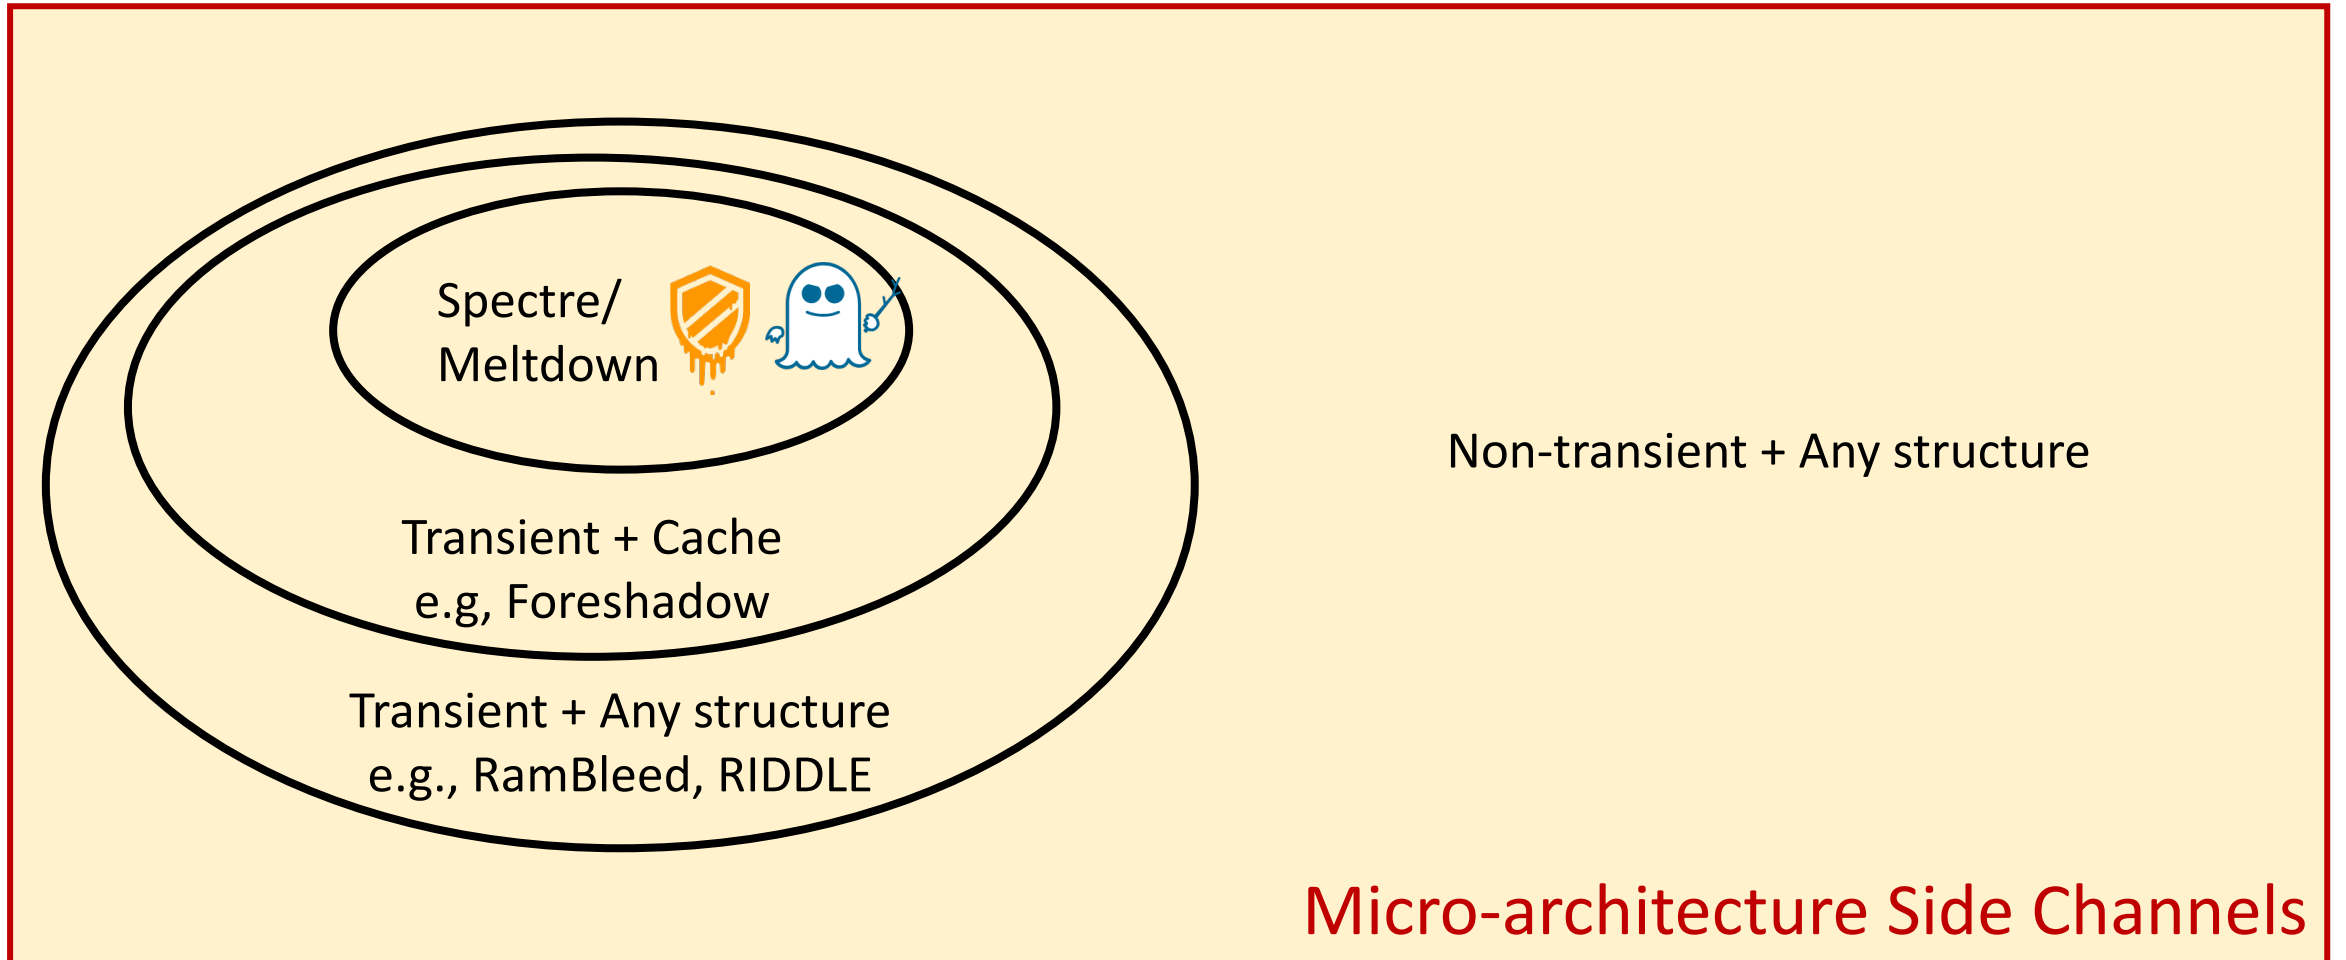 Spectre/
Meltdown
Transient + Cache
e.g, Foreshadow
Transient + Any structure
e.g., RamBleed, RIDDLE
Non-transient + Any structure
Micro-architecture Side Channels